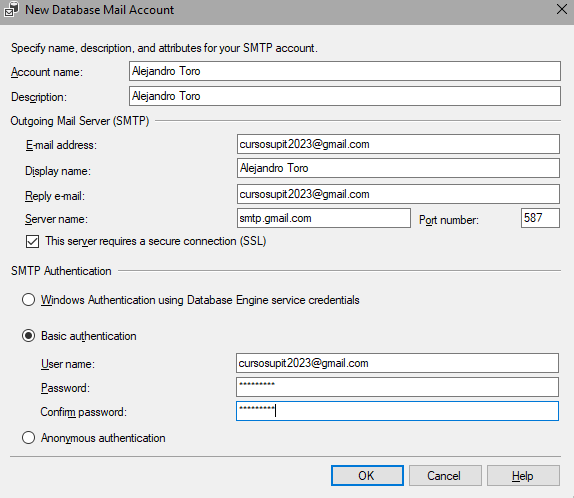 New Database Mail Account
Specify name, description, and attributes for your SMTP account.
Account name: Alejandro Toro
Description: Alejandro Toro
Outgoing Mail Server (SMTP)
E-mail address: cursosupit2023@gmail.com
Display name: Alejandro Toro
Reply e-mail: cursosupit2023@gmail.com
Server name: smtp.gmail.com Port number: 587
This server requires a secure connection (SSL)
SMTP Authentication
Windows Authentication using Database Engine service credentials
Basic authentication
User name: cursosupit2023@gmail.com
Password: *********
Confirm password: *********
Anonymous authentication
OK Cancel Help